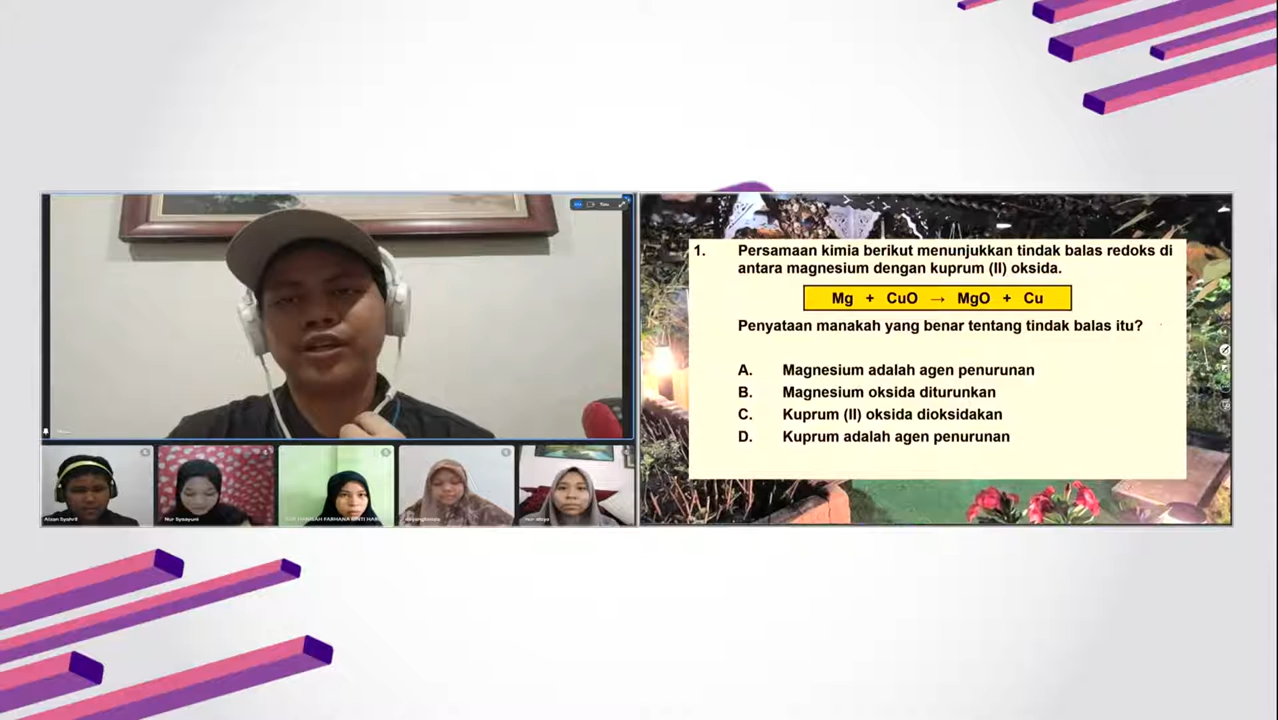 1. Persamaan kimia berikut menunjukkan tindak balas redoks di
antara magnesium dengan kuprum (II) oksida.
Mg + CuO → MgO + Cu
Penyataan manakah yang benar tentang tindak balas itu?
A. Magnesium adalah agen penurunan
B. Magnesium oksida diturunkan
C. Kuprum (II) oksida dioksidakan
D. Kuprum adalah agen penurunan
Nur Sysayuni